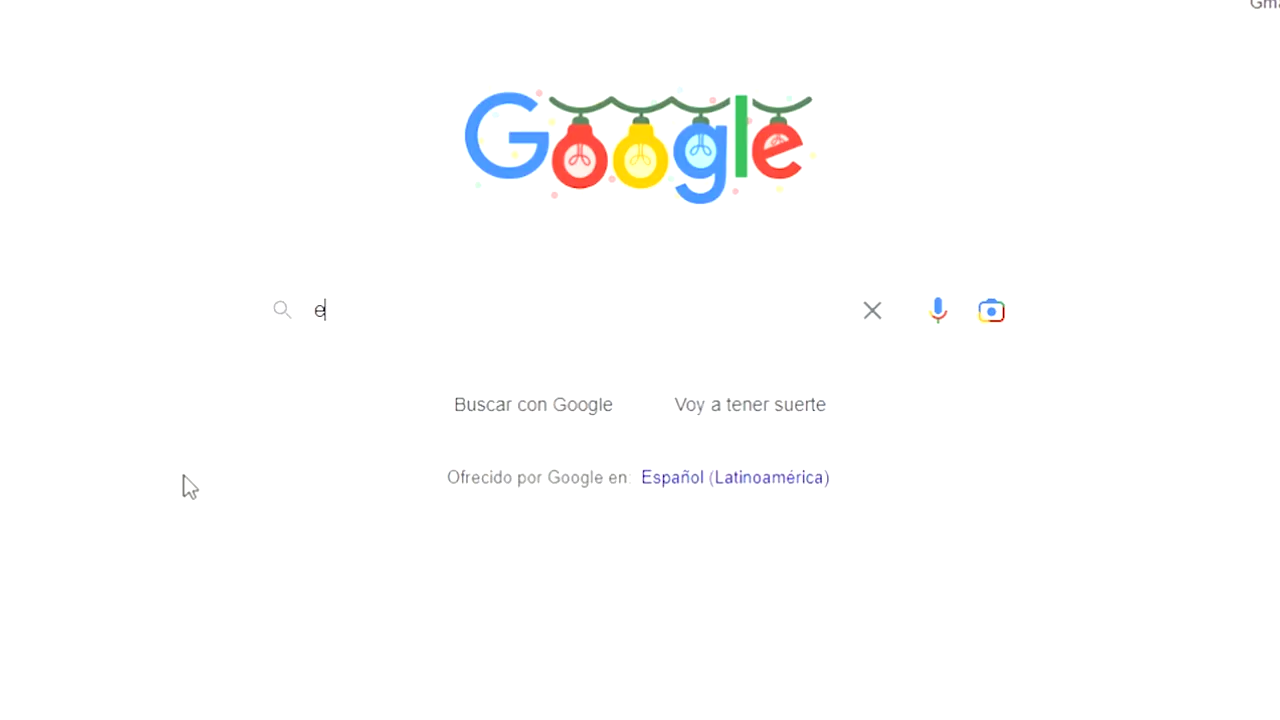 Google
e
Buscar con Google
Voy a tener suerte
Ofrecido por Google en: Español (Latinoamérica)